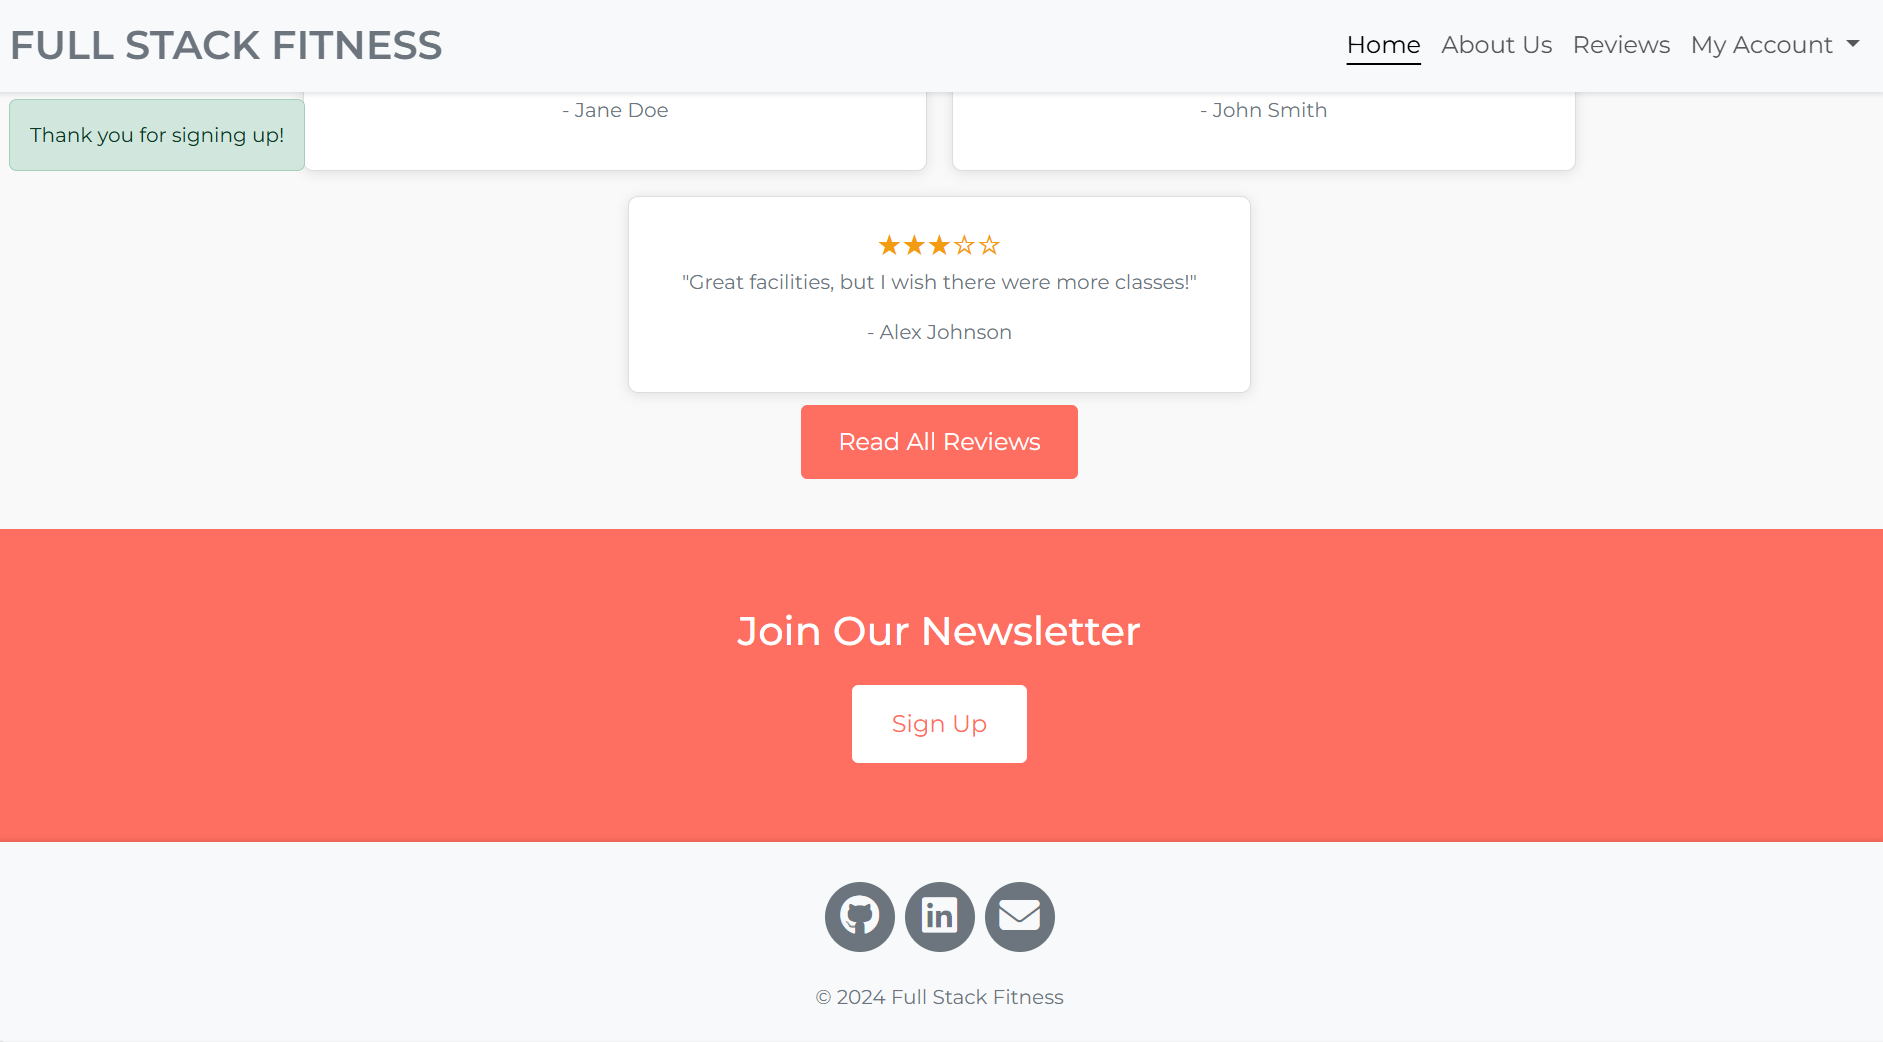 FULL STACK FITNESS
Home About Us Reviews My Account
Thank you for signing up!
- Jane Doe
- John Smith
★★★☆☆
"Great facilities, but I wish there were more classes!"
- Alex Johnson
Read All Reviews
Join Our Newsletter
Sign Up
in
© 2024 Full Stack Fitness